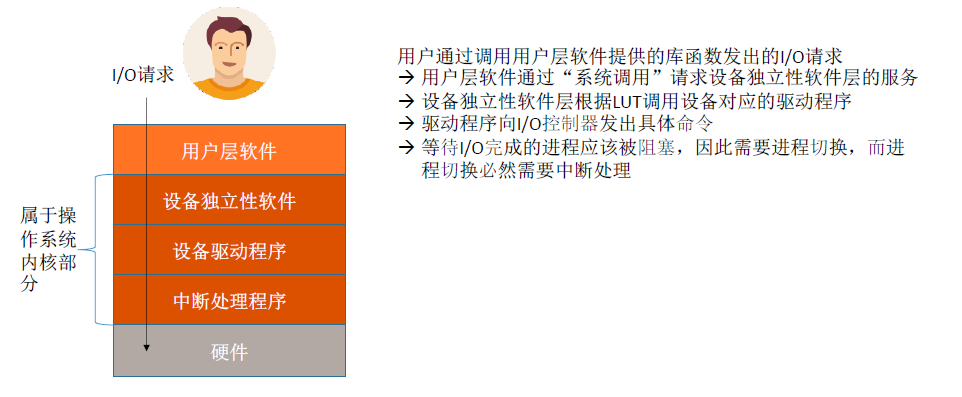 I/O请求
用户层软件
设备独立性软件
设备驱动程序
中断处理程序
硬件
属于操
作系统
内核部
分
用户通过调用用户层软件提供的库函数发出的I/O请求
→ 用户层软件通过“系统调用”请求设备独立性软件层的服务
→ 设备独立性软件层根据LUT调用设备对应的驱动程序
→ 驱动程序向I/O控制器发出具体命令
→ 等待I/O完成的进程应该被阻塞，因此需要进程切换，而进
程切换必然需要中断处理